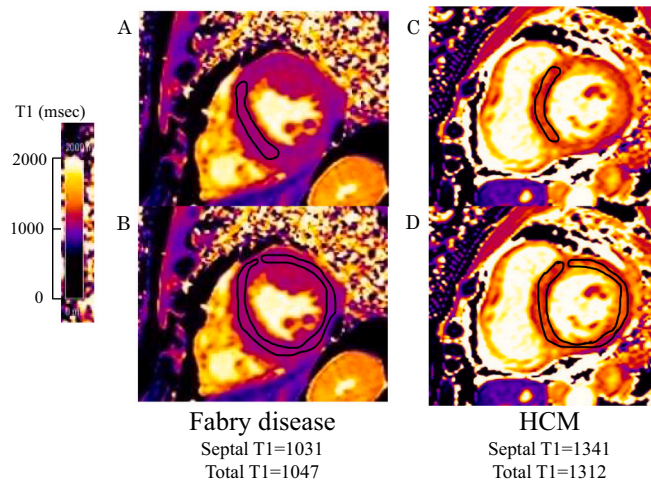 A
C
T1 (msec)
2000
1000
0
B
D
Fabry disease
Septal T1=1031
Total T1=1047
HCM
Septal T1=1341
Total T1=1312